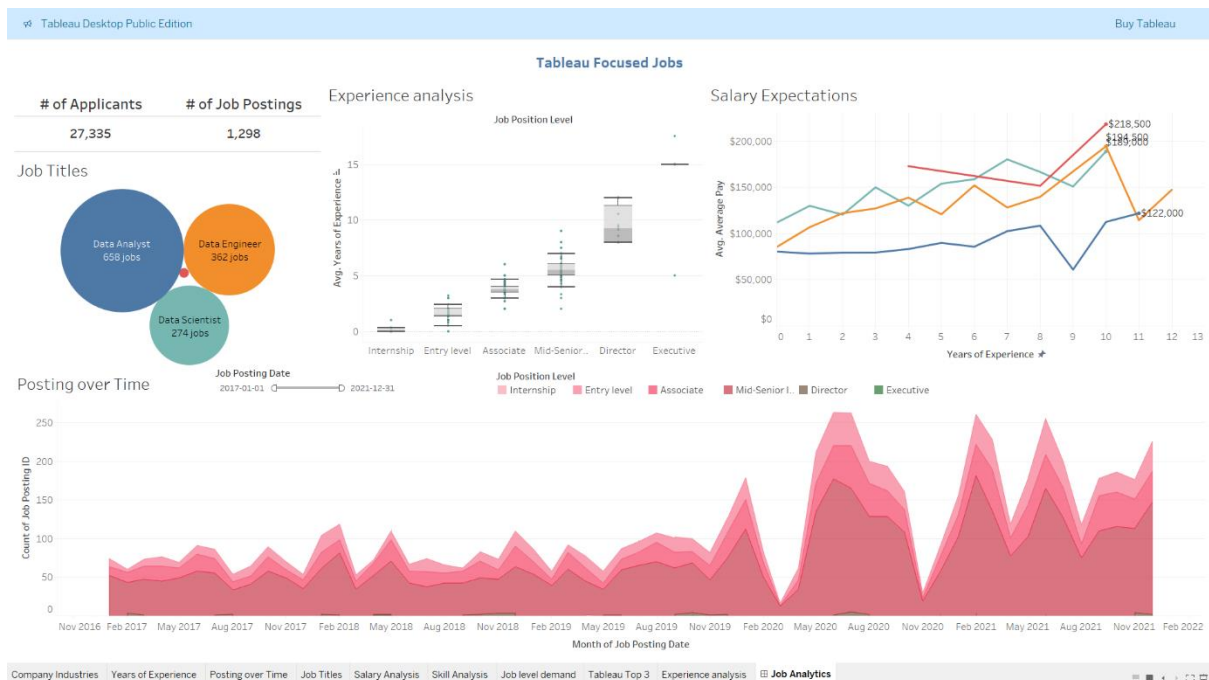 Tableau Desktop Public Edition
Buy Tableau
Tableau Focused Jobs
# of Applicants # of Job Postings
27,335 1,298
Job Titles
Data Analyst
658 jobs
Data Engineer
362 jobs
Data Scientist
274 jobs
Experience analysis
Job Position Level
Avg. Years of Experience
15
10
5
0
Internship Entry level Associate Mid-Senior.. Director Executive
Salary Expectations
Avg. Average Pay
$200,000
$150,000
$100,000
$50,000
$0
$218,500
$194,500
$189,000
$122,000
0 1 2 3 4 5 6 7 8 9 10 11 12 13
Years of Experience
Posting over Time
Job Posting Date
2017-01-01 2021-12-31
Job Position Level
Internship Entry level Associate Mid-Senior l.. Director Executive
Count of Job Posting ID
250
200
150
100
50
0
Nov 2016 Feb 2017 May 2017 Aug 2017 Nov 2017 Feb 2018 May 2018 Aug 2018 Nov 2018 Feb 2019 May 2019 Aug 2019 Nov 2019 Feb 2020 May 2020 Aug 2020 Nov 2020 Feb 2021 May 2021 Aug 2021 Nov 2021 Feb 2022
Month of Job Posting Date
Company Industries Years of Experience Posting over Time Job Titles Salary Analysis Skill Analysis Job level demand Tableau Top 3 Experience analysis Job Analytics